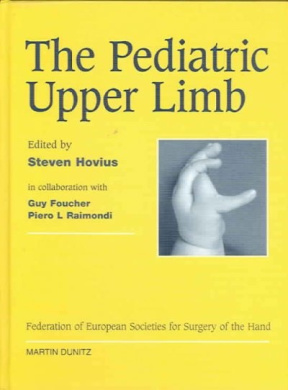 The Pediatric
Upper Limb
Edited by
Steven Hovius
in collaboration with
Guy Foucher
Piero L Raimondi
Federation of European Societies for Surgery of the Hand
MARTIN DUNITZ